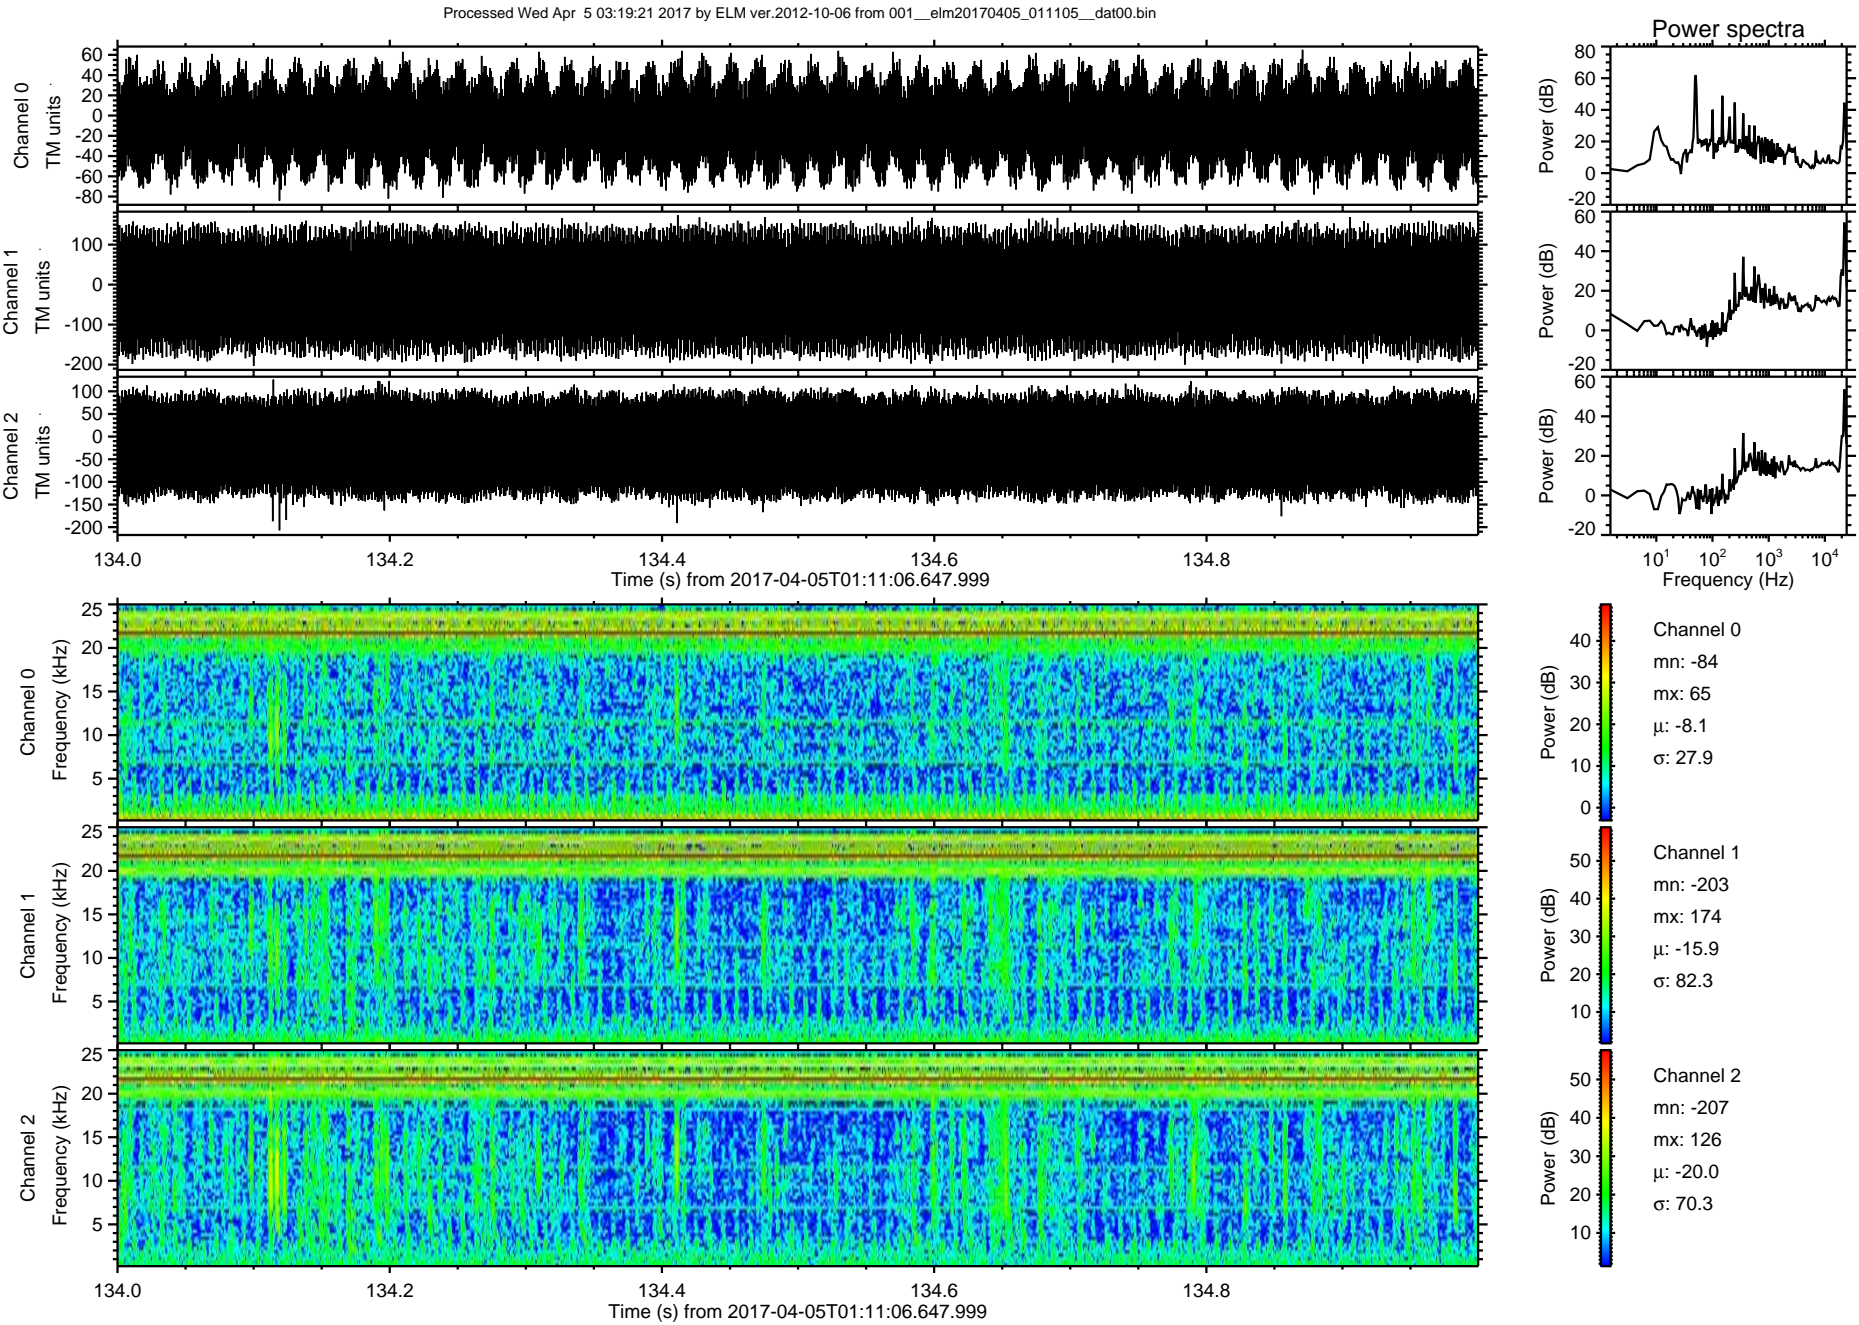 Processed Wed Apr  5 03:19:21 2017 by ELM ver.2012-10-06 from 001__elm20170405_011105__dat00.bin
Power spectra
Channel 0
TM units
60
40
20
0
-20
-40
-60
-80
Power (dB)
80
60
40
20
0
-20
Channel 1
TM units
100
0
-100
-200
Power (dB)
60
40
20
0
-20
Channel 2
TM units
100
50
0
-50
-100
-150
-200
Power (dB)
60
40
20
0
-20
134.0 134.2 134.4 134.6 134.8
Time (s) from 2017-04-05T01:11:06.647.999
10¹ 10² 10³ 10⁴
Frequency (Hz)
Channel 0
Frequency (kHz)
25
20
15
10
5
Power (dB)
40
30
20
10
0
Channel 0
mn: -84
mx: 65
μ: -8.1
σ: 27.9
Channel 1
Frequency (kHz)
25
20
15
10
5
Power (dB)
50
40
30
20
10
Channel 1
mn: -203
mx: 174
μ: -15.9
σ: 82.3
Channel 2
Frequency (kHz)
25
20
15
10
5
Power (dB)
50
40
30
20
10
Channel 2
mn: -207
mx: 126
μ: -20.0
σ: 70.3
134.0 134.2 134.4 134.6 134.8
Time (s) from 2017-04-05T01:11:06.647.999